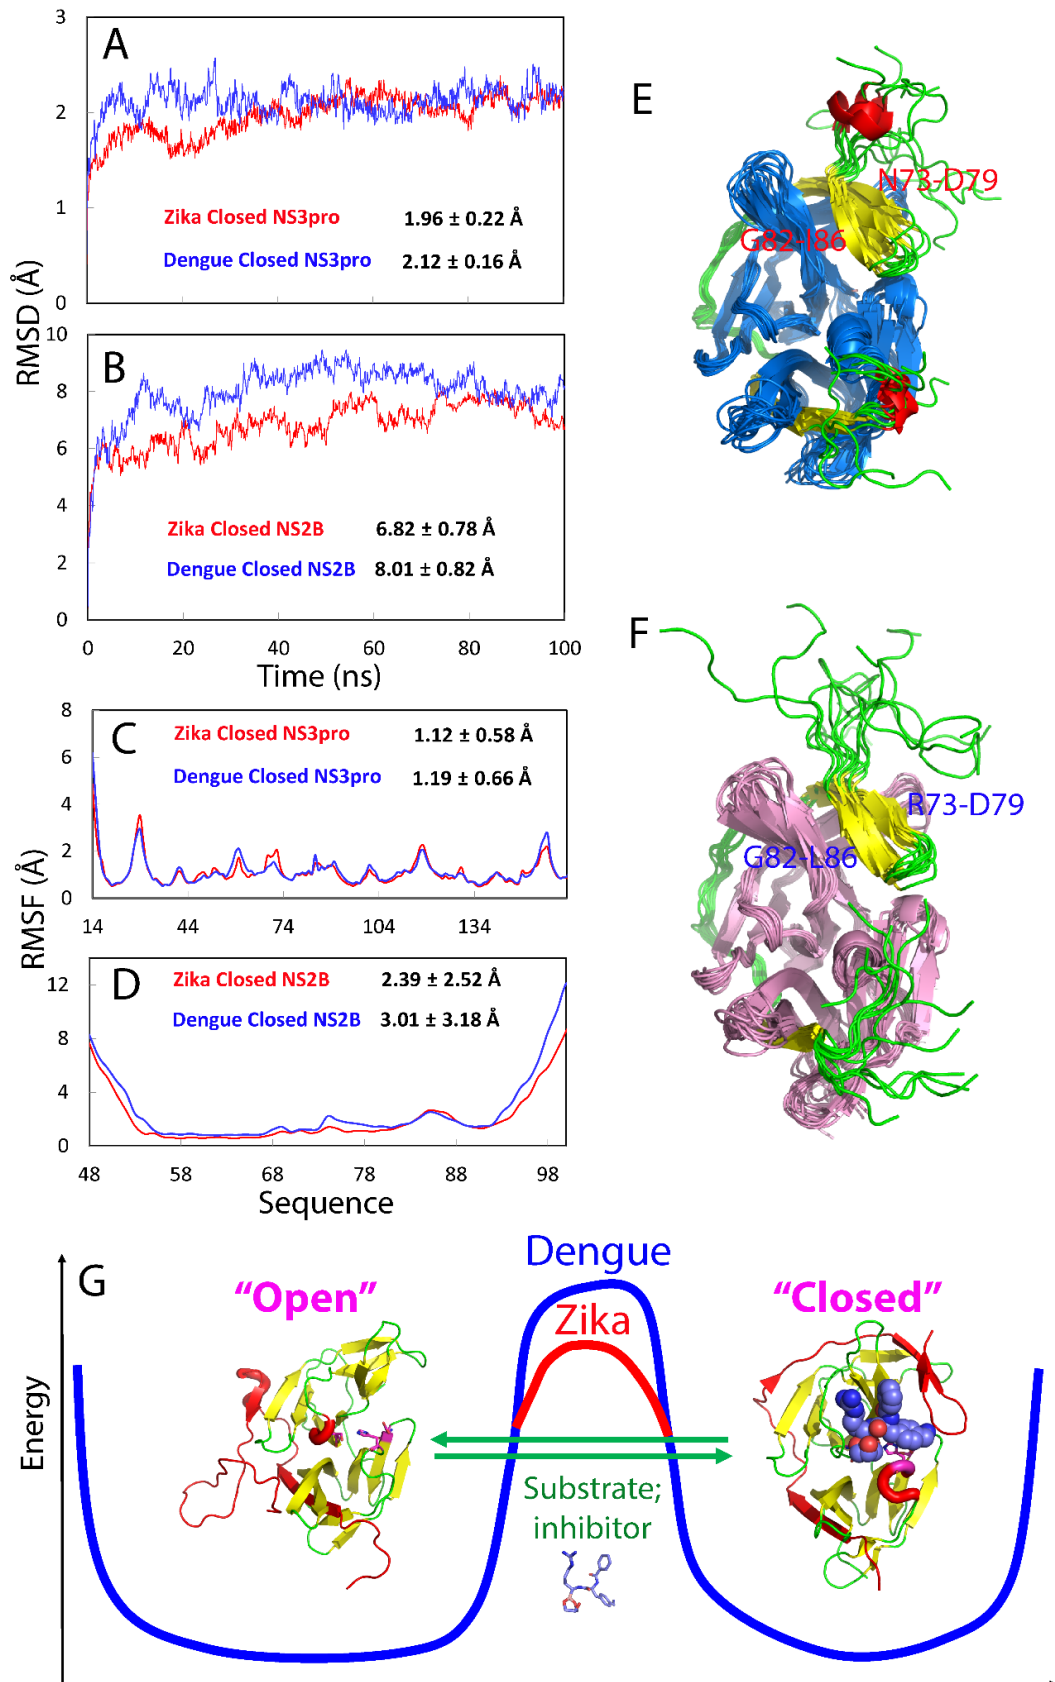 A
3
2
1
0
Zika Closed NS3pro 1.96 ± 0.22 Å
Dengue Closed NS3pro 2.12 ± 0.16 Å
RMSD (Å)
B
10
8
6
4
2
0
Zika Closed NS2B 6.82 ± 0.78 Å
Dengue Closed NS2B 8.01 ± 0.82 Å
0 20 40 60 80 100
Time (ns)
C
8
6
4
2
0
Zika Closed NS3pro 1.12 ± 0.58 Å
Dengue Closed NS3pro 1.19 ± 0.66 Å
14 44 74 104 134
RMSF (Å)
D
12
8
4
0
Zika Closed NS2B 2.39 ± 2.52 Å
Dengue Closed NS2B 3.01 ± 3.18 Å
48 58 68 78 88 98
Sequence
E
N73-D79
G82-I86
F
R73-D79
G82-L86
G
Energy
"Open"
Dengue
Zika
"Closed"
Substrate;
inhibitor